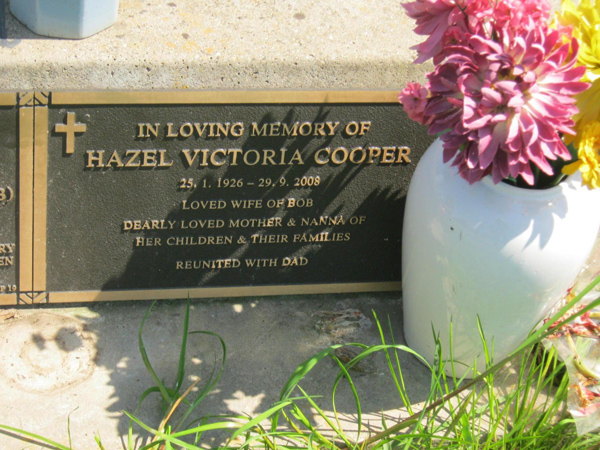 IN LOVING MEMORY OF
HAZEL VICTORIA COOPER
25. 1. 1926 – 29. 9. 2008
LOVED WIFE OF BOB
DEARLY LOVED MOTHER & NANNA OF
HER CHILDREN & THEIR FAMILIES
REUNITED WITH DAD